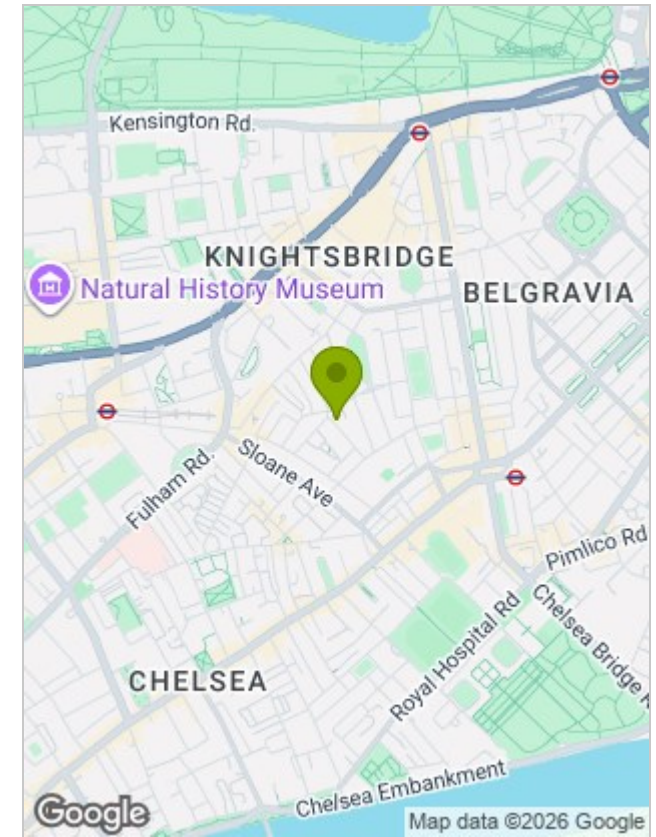 Kensington Rd.
KNIGHTSBRIDGE
Natural History Museum
BELGRAVIA
Sloane Ave
Fulham Rd.
Pimlico Rd
Royal Hospital Rd
Chelsea Bridge R
CHELSEA
Chelsea Embankment
Google
Map data ©2026 Google